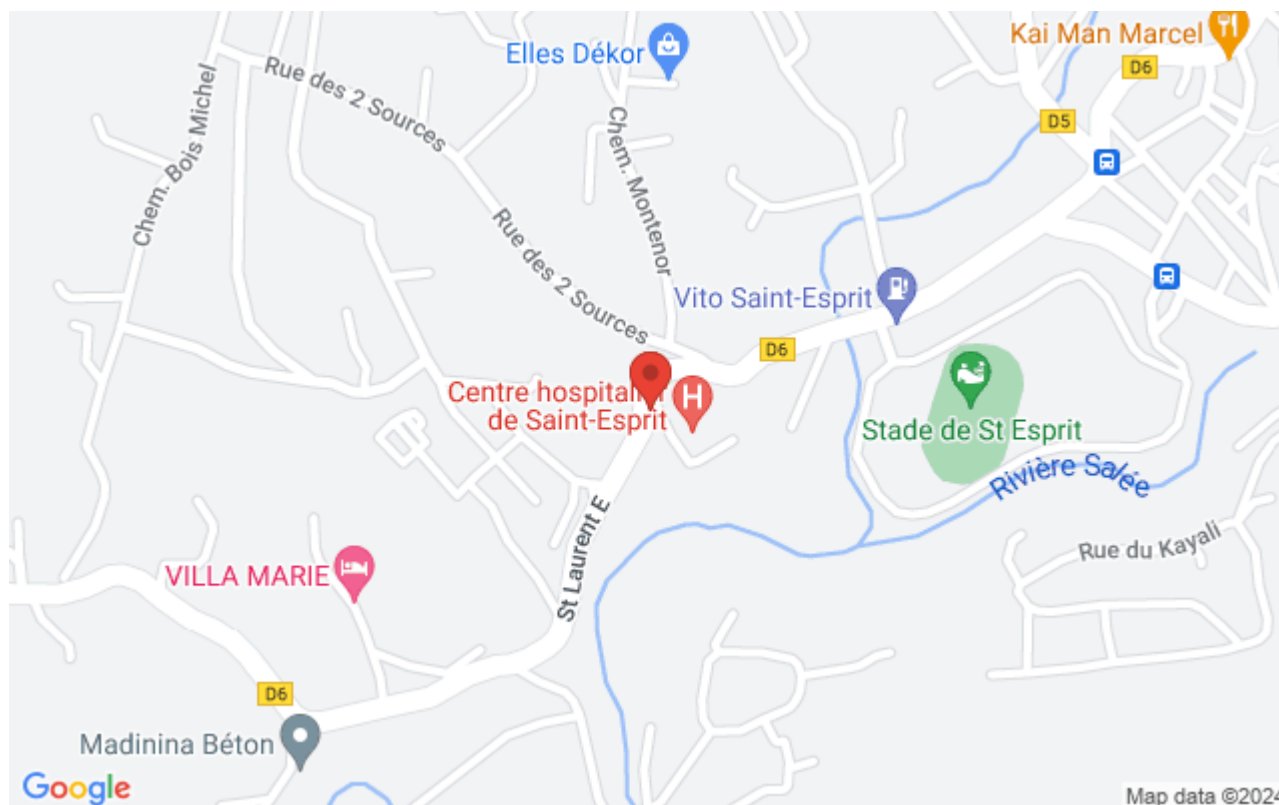 Elles Dékor
Kai Man Marcel
D6
Rue des 2 Sources
D5
Chem. Bois Michel
Chem. Montenor
Rue des 2 Sources
Vito Saint-Esprit
D6
Centre hospitalier
de Saint-Esprit
H
Stade de St Esprit
Rivière Salée
Rue du Kayali
St Laurent E
VILLA MARIE
D6
Madinina Béton
Google
Map data ©2024